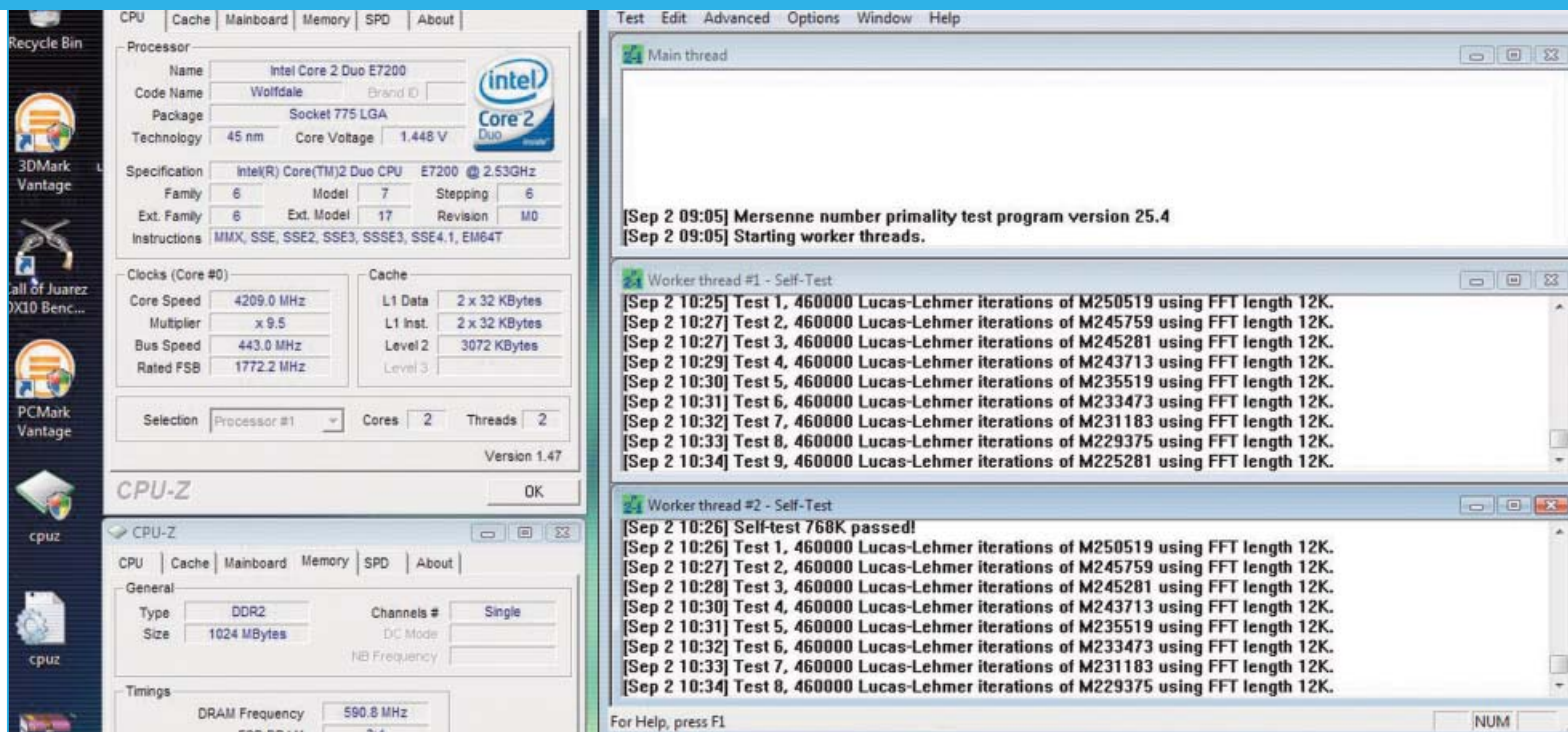 Recycle Bin
3DMark
Vantage
all of Juarez
DX10 Benc...
PCMark
Vantage
cpuz
cpuz
CPU Cache Mainboard Memory SPD About
Processor
Name Intel Core 2 Duo E7200
Code Name Wolfdale Brand ID
Package Socket 775 LGA
Technology 45 nm Core Voltage 1.448 V
intel
Core 2
Duo inside
Specification Intel(R) Core(TM)2 Duo CPU E7200 @ 2.53GHz
Family 6 Model 7 Stepping 6
Ext. Family 6 Ext. Model 17 Revision M0
Instructions MMX, SSE, SSE2, SSE3, SSSE3, SSE4.1, EM64T
Clocks (Core #0)
Core Speed 4209.0 MHz
Multiplier x 9.5
Bus Speed 443.0 MHz
Rated FSB 1772.2 MHz
Cache
L1 Data 2 x 32 KBytes
L1 Inst. 2 x 32 KBytes
Level 2 3072 KBytes
Level 3
Selection Processor #1 Cores 2 Threads 2
Version 1.47
CPU-Z OK
CPU-Z
CPU Cache Mainboard Memory SPD About
General
Type DDR2 Channels # Single
Size 1024 MBytes DC Mode
NB Frequency
Timings
DRAM Frequency 590.8 MHz
Test Edit Advanced Options Window Help
Main thread
[Sep 2 09:05] Mersenne number primality test program version 25.4
[Sep 2 09:05] Starting worker threads.
Worker thread #1 - Self-Test
[Sep 2 10:25] Test 1, 460000 Lucas-Lehmer iterations of M250519 using FFT length 12K.
[Sep 2 10:27] Test 2, 460000 Lucas-Lehmer iterations of M245759 using FFT length 12K.
[Sep 2 10:27] Test 3, 460000 Lucas-Lehmer iterations of M245281 using FFT length 12K.
[Sep 2 10:29] Test 4, 460000 Lucas-Lehmer iterations of M243713 using FFT length 12K.
[Sep 2 10:30] Test 5, 460000 Lucas-Lehmer iterations of M235519 using FFT length 12K.
[Sep 2 10:31] Test 6, 460000 Lucas-Lehmer iterations of M233473 using FFT length 12K.
[Sep 2 10:32] Test 7, 460000 Lucas-Lehmer iterations of M231183 using FFT length 12K.
[Sep 2 10:33] Test 8, 460000 Lucas-Lehmer iterations of M229375 using FFT length 12K.
[Sep 2 10:34] Test 9, 460000 Lucas-Lehmer iterations of M225281 using FFT length 12K.
Worker thread #2 - Self-Test
[Sep 2 10:26] Self-test 768K passed!
[Sep 2 10:26] Test 1, 460000 Lucas-Lehmer iterations of M250519 using FFT length 12K.
[Sep 2 10:27] Test 2, 460000 Lucas-Lehmer iterations of M245759 using FFT length 12K.
[Sep 2 10:28] Test 3, 460000 Lucas-Lehmer iterations of M245281 using FFT length 12K.
[Sep 2 10:30] Test 4, 460000 Lucas-Lehmer iterations of M243713 using FFT length 12K.
[Sep 2 10:31] Test 5, 460000 Lucas-Lehmer iterations of M235519 using FFT length 12K.
[Sep 2 10:32] Test 6, 460000 Lucas-Lehmer iterations of M233473 using FFT length 12K.
[Sep 2 10:33] Test 7, 460000 Lucas-Lehmer iterations of M231183 using FFT length 12K.
[Sep 2 10:34] Test 8, 460000 Lucas-Lehmer iterations of M229375 using FFT length 12K.
For Help, press F1 NUM